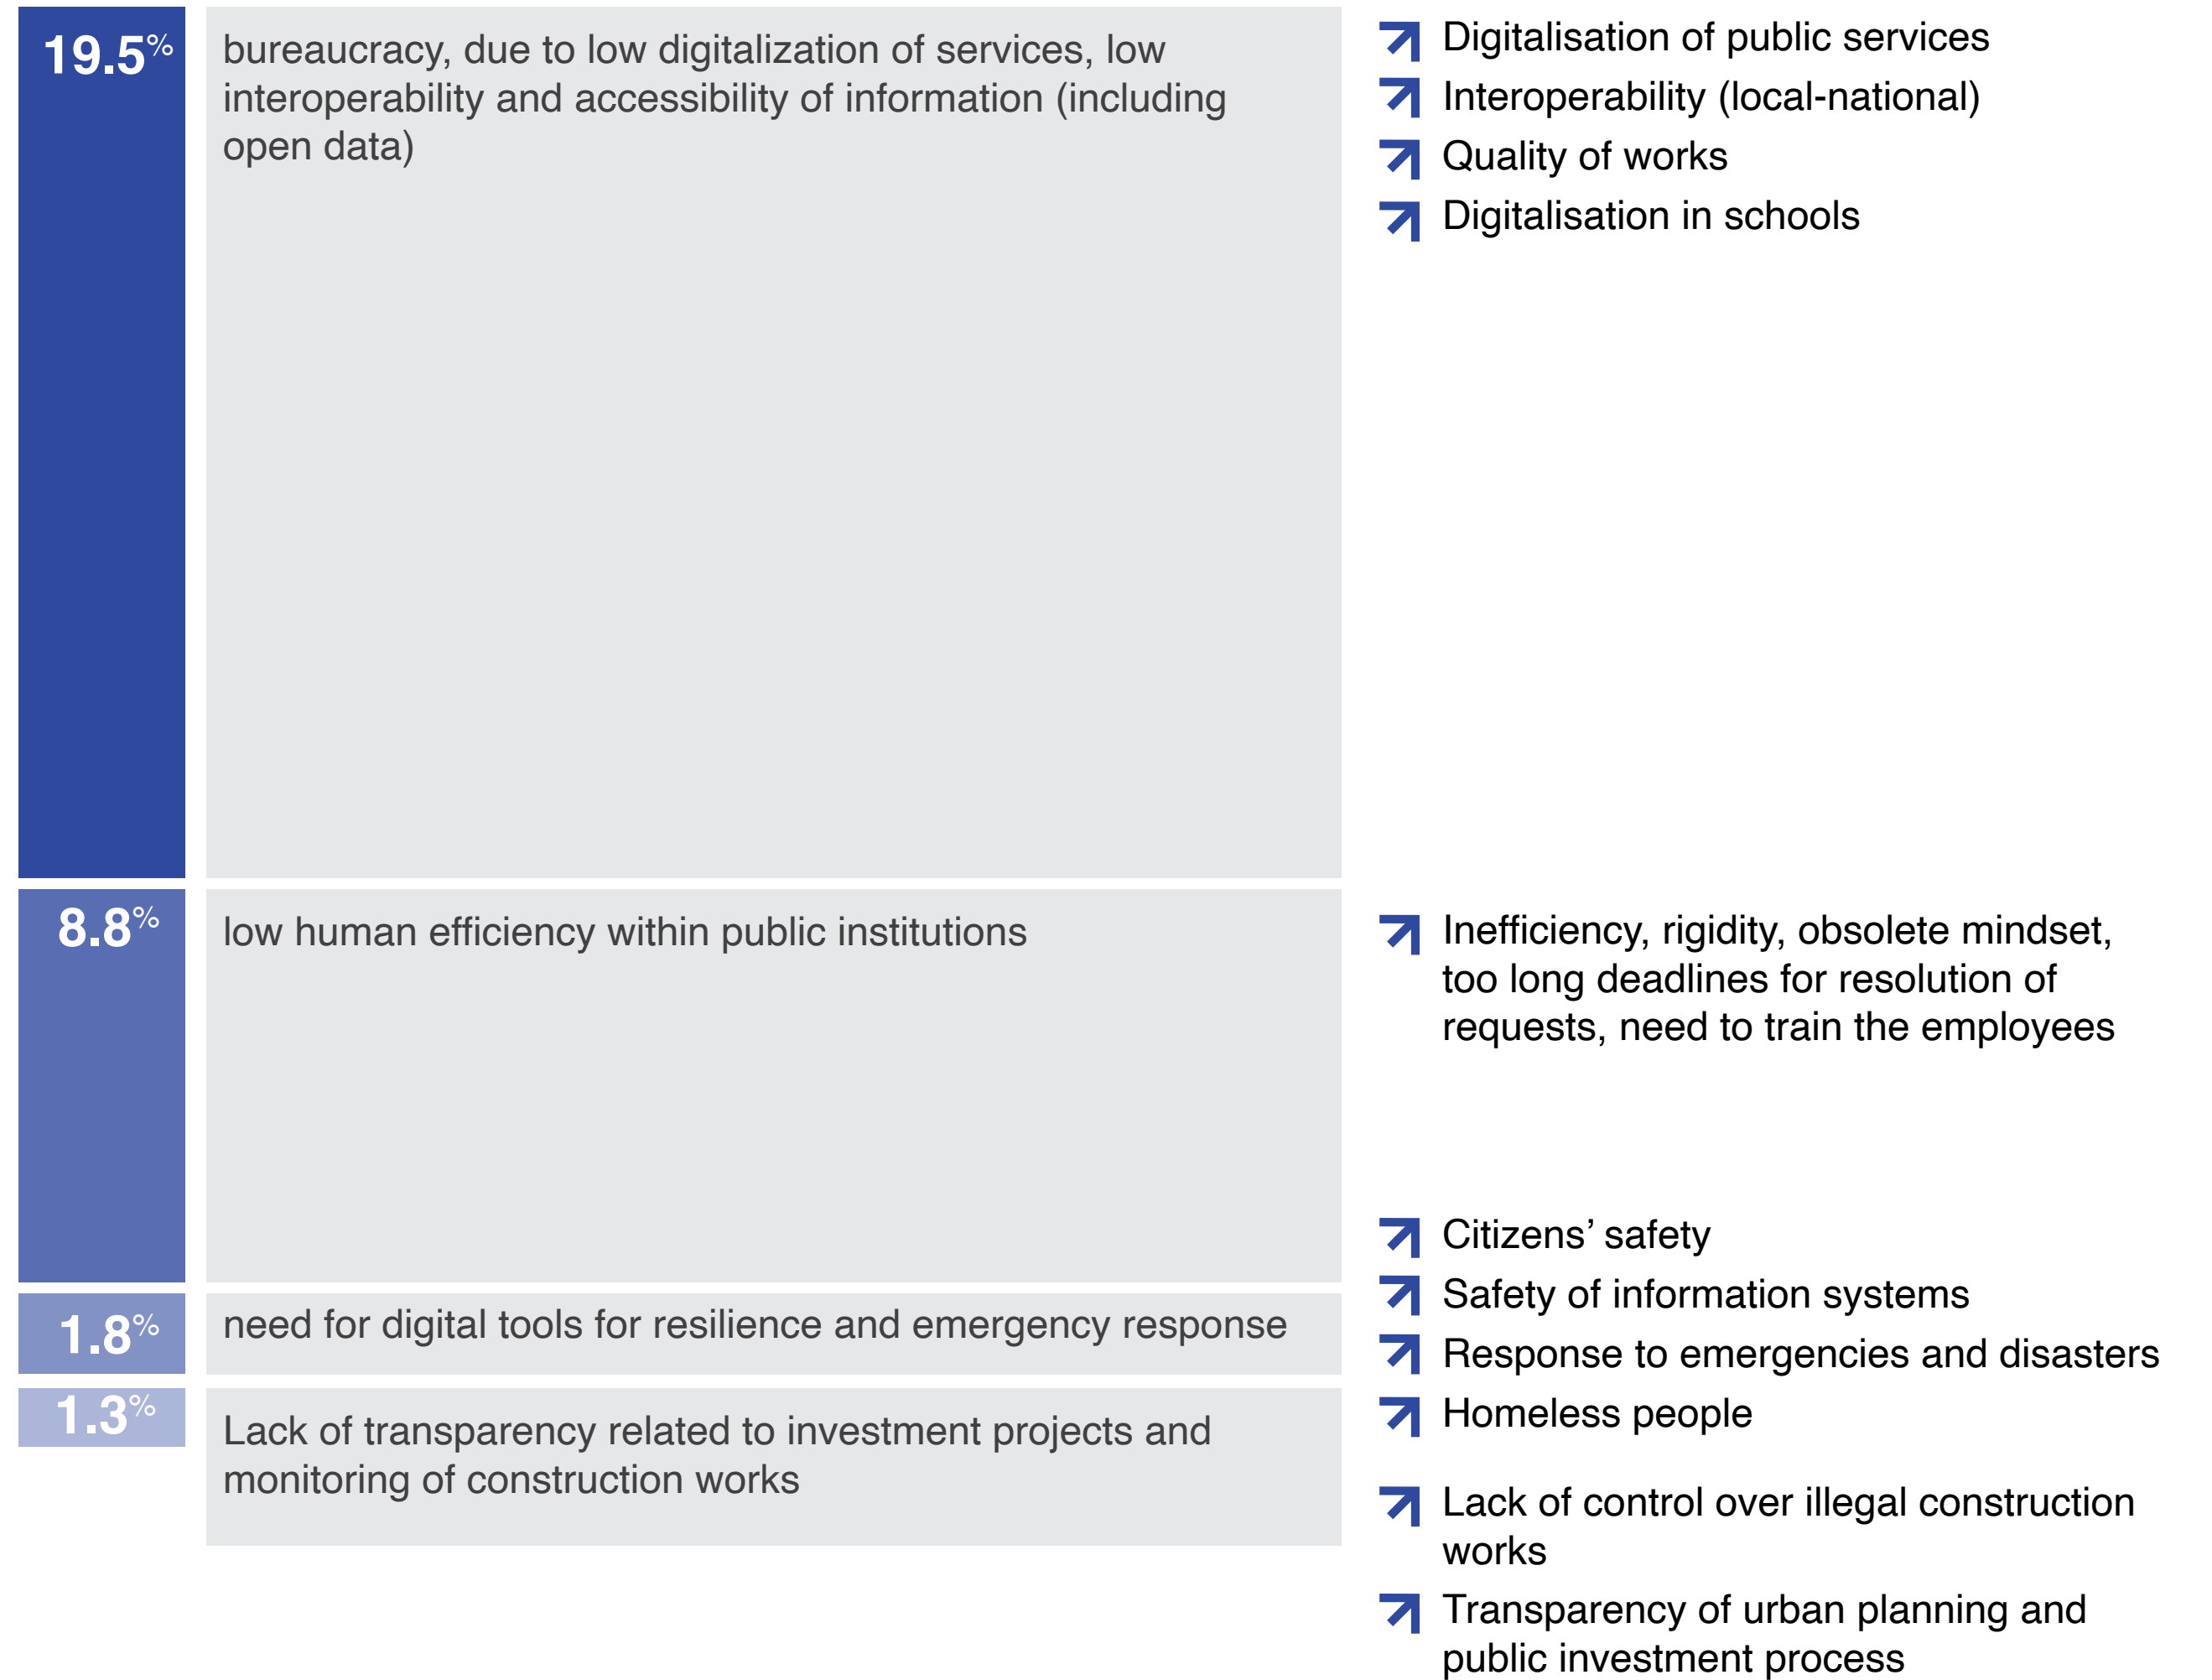 19.5%
bureaucracy, due to low digitalization of services, low
interoperability and accessibility of information (including
open data)
Digitalisation of public services
Interoperability (local-national)
Quality of works
Digitalisation in schools
8.8%
low human efficiency within public institutions
Inefficiency, rigidity, obsolete mindset,
too long deadlines for resolution of
requests, need to train the employees
1.8%
need for digital tools for resilience and emergency response
Citizens’ safety
Safety of information systems
Response to emergencies and disasters
Homeless people
1.3%
Lack of transparency related to investment projects and
monitoring of construction works
Lack of control over illegal construction
works
Transparency of urban planning and
public investment process